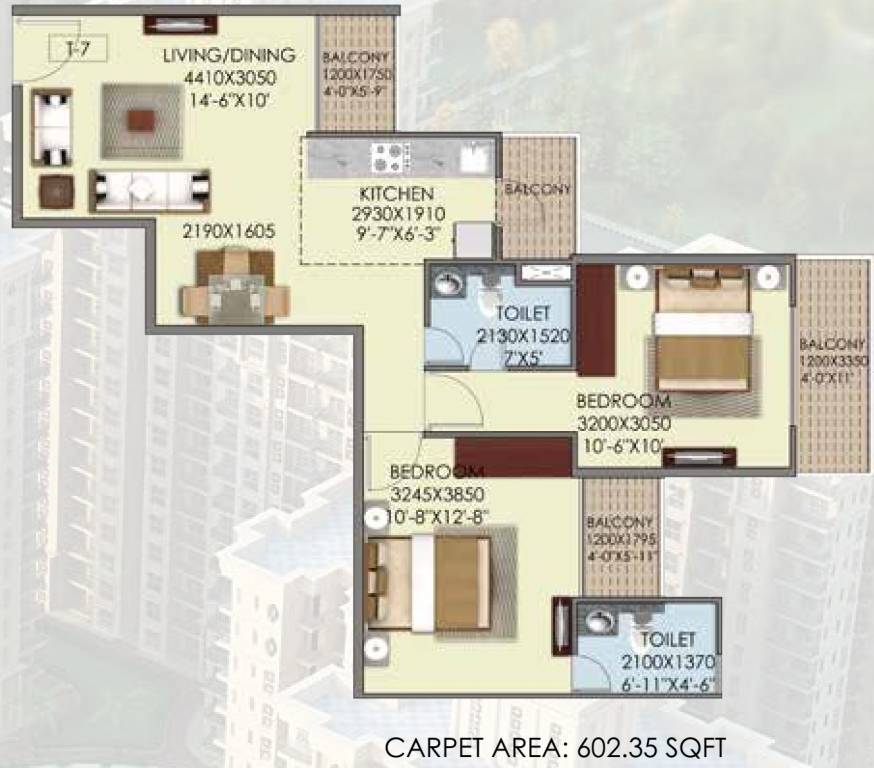 T-7
LIVING/DINING
4410X3050
14'-6"X10'
BALCONY
1200X1750
4'-0"X5'-9"
KITCHEN
2930X1910
9'-7"X6'-3"
BALCONY
2190X1605
TOILET
2130X1520
7'X5'
BEDROOM
3200X3050
10'-6"X10'
BALCONY
1200X3350
4'-0"X11'
BEDROOM
3245X3850
10'-8"X12'-8"
BALCONY
1200X1795
4'-0"X5'-11"
TOILET
2100X1370
6'-11"X4'-6"
CARPET AREA: 602.35 SQFT